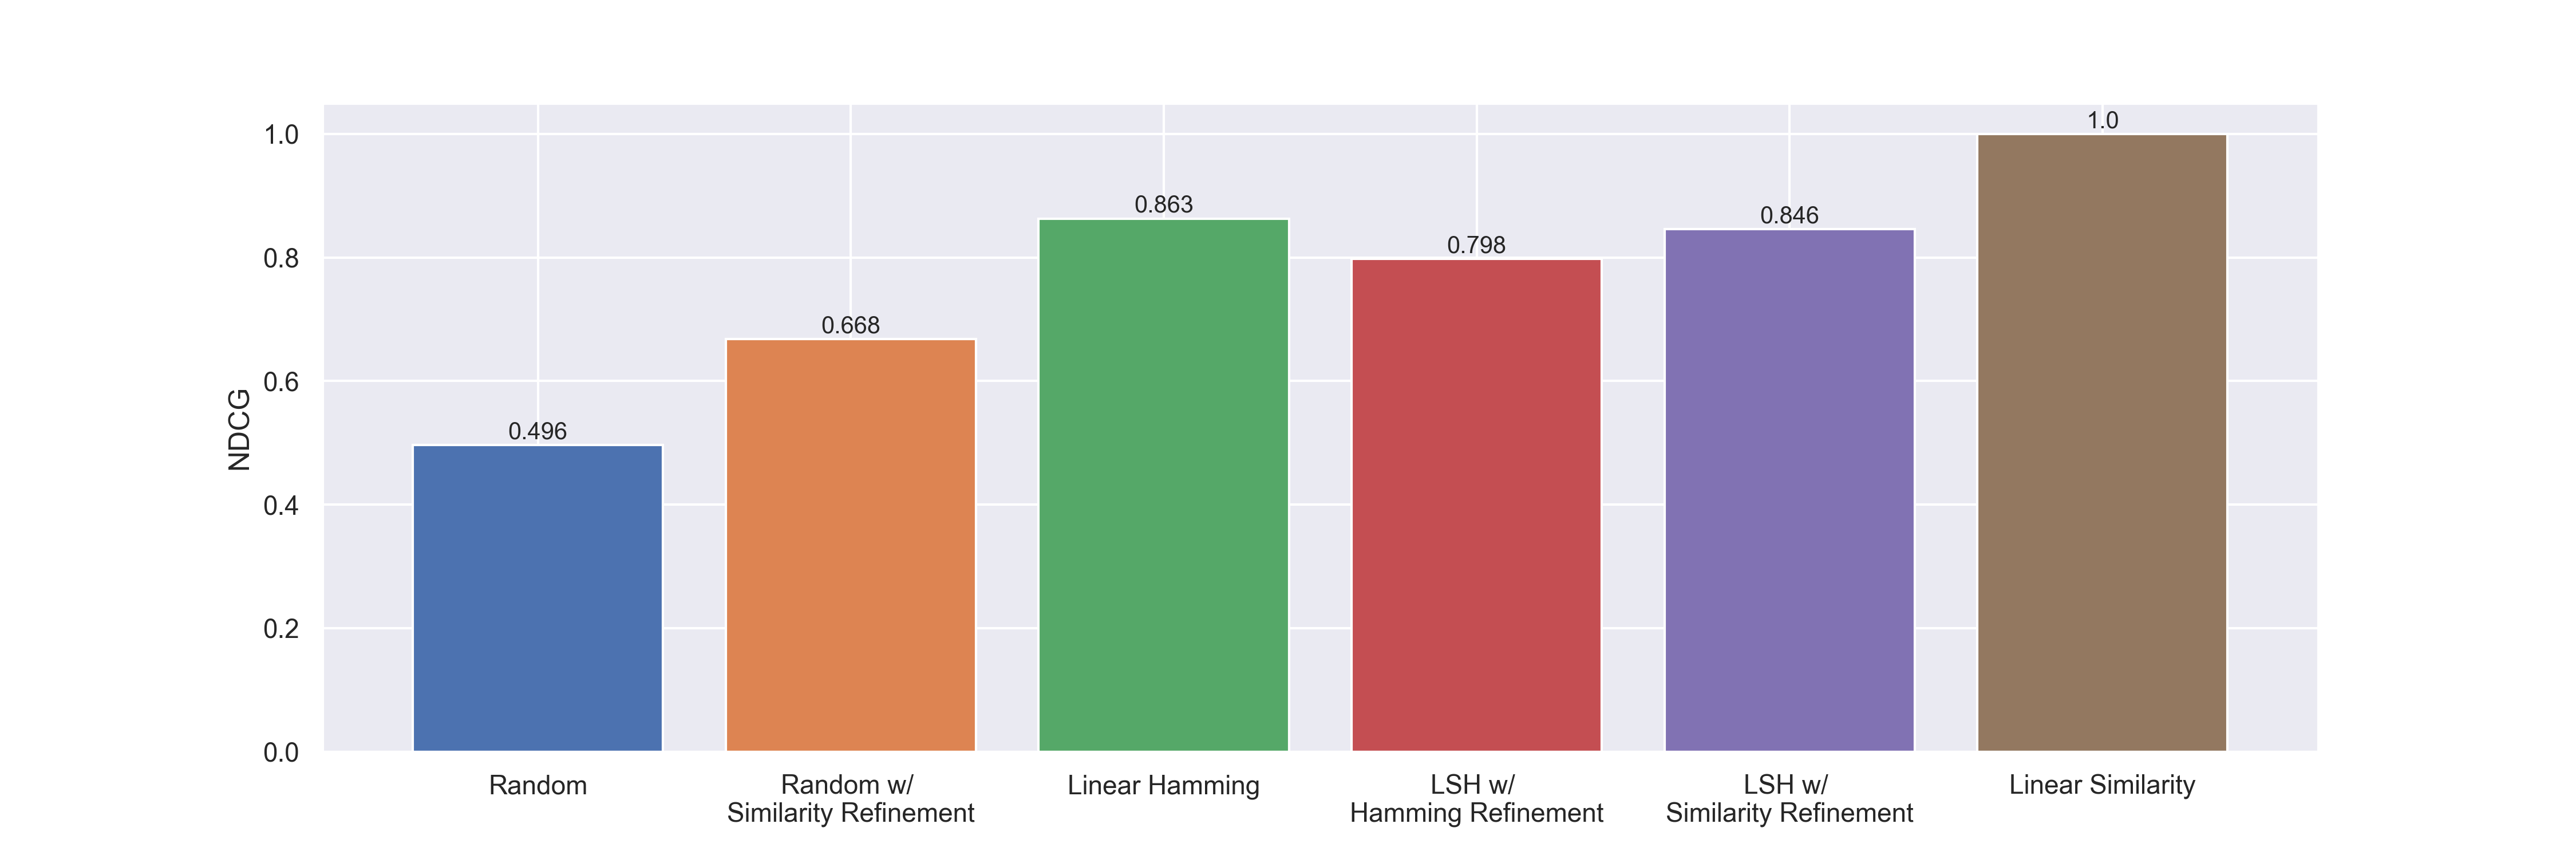 NDCG
1.0
0.8
0.6
0.4
0.2
0.0
0.496
0.668
0.863
0.798
0.846
1.0
Random
Random w/
Similarity Refinement
Linear Hamming
LSH w/
Hamming Refinement
LSH w/
Similarity Refinement
Linear Similarity